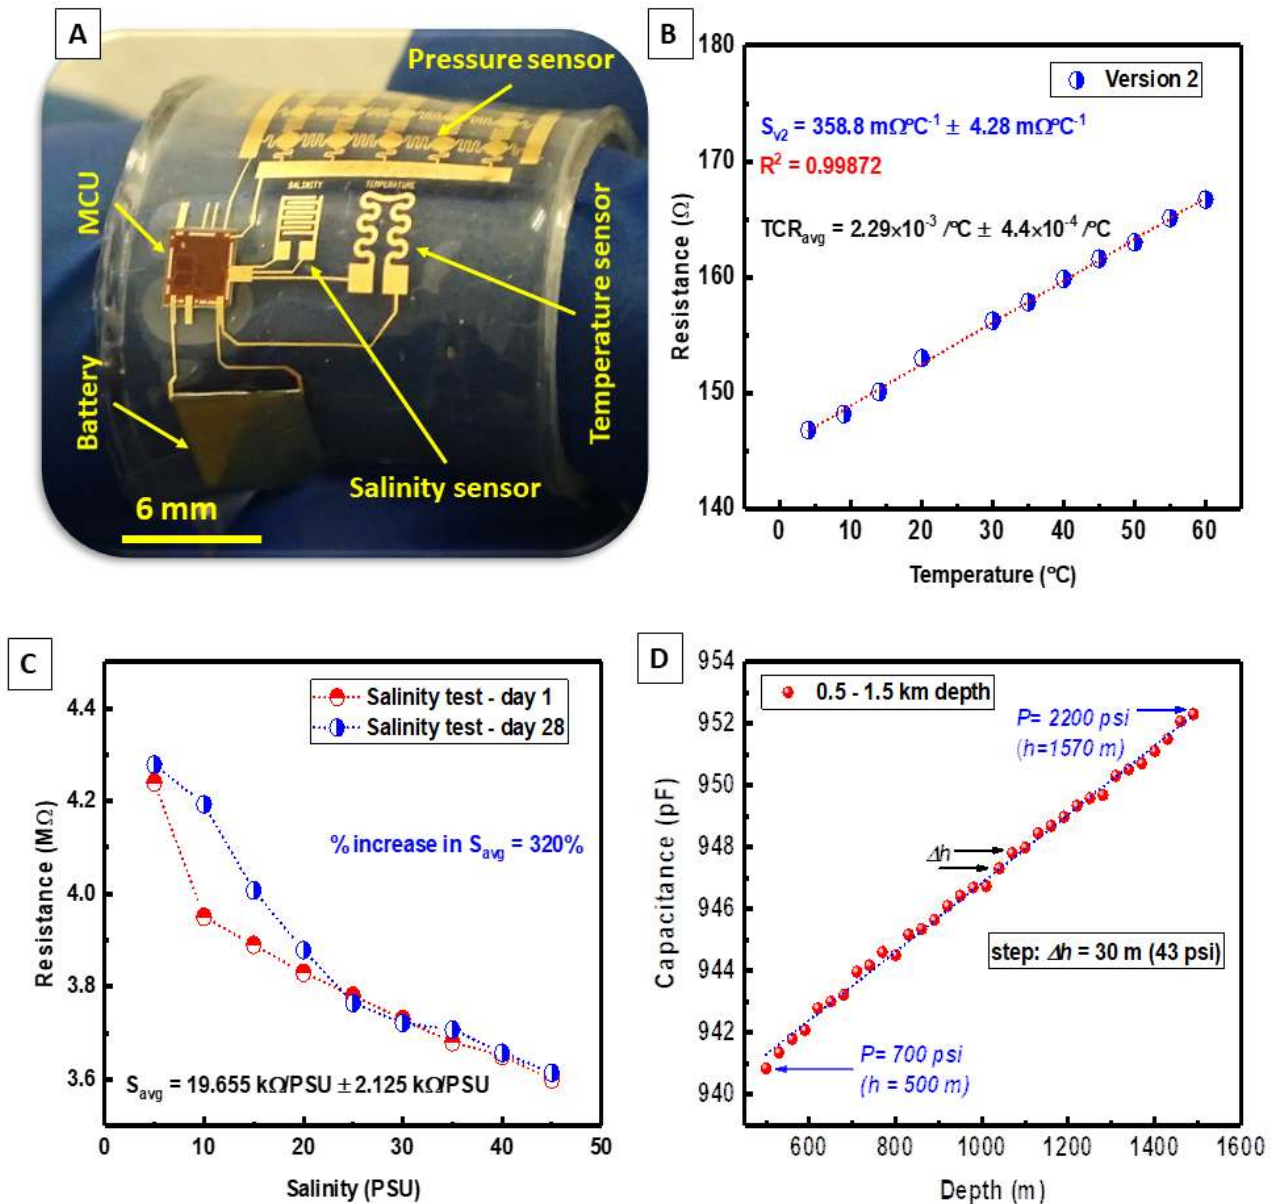 A
Pressure sensor
MCU
SALINITY
TEMPERATURE
Temperature sensor
Battery
Salinity sensor
6 mm
B
180
170
160
150
140
Resistance (Ω)
Version 2
S_v2 = 358.8 mΩ/°C⁻¹ ± 4.28 mΩ/°C⁻¹
R² = 0.99872
TCR_avg = 2.29x10⁻³ /°C ± 4.4x10⁻⁴ /°C
0 10 20 30 40 50 60
Temperature (°C)
C
4.4
4.2
4.0
3.8
3.6
Resistance (MΩ)
Salinity test - day 1
Salinity test - day 28
% increase in S_avg = 320%
S_avg = 19.655 kΩ/PSU ± 2.125 kΩ/PSU
0 10 20 30 40 50
Salinity (PSU)
D
954
952
950
948
946
944
942
940
Capacitance (pF)
0.5 - 1.5 km depth
P= 2200 psi
(h=1570 m)
Δh
step: Δh = 30 m (43 psi)
P= 700 psi
(h = 500 m)
600 800 1000 1200 1400 1600
Depth (m)